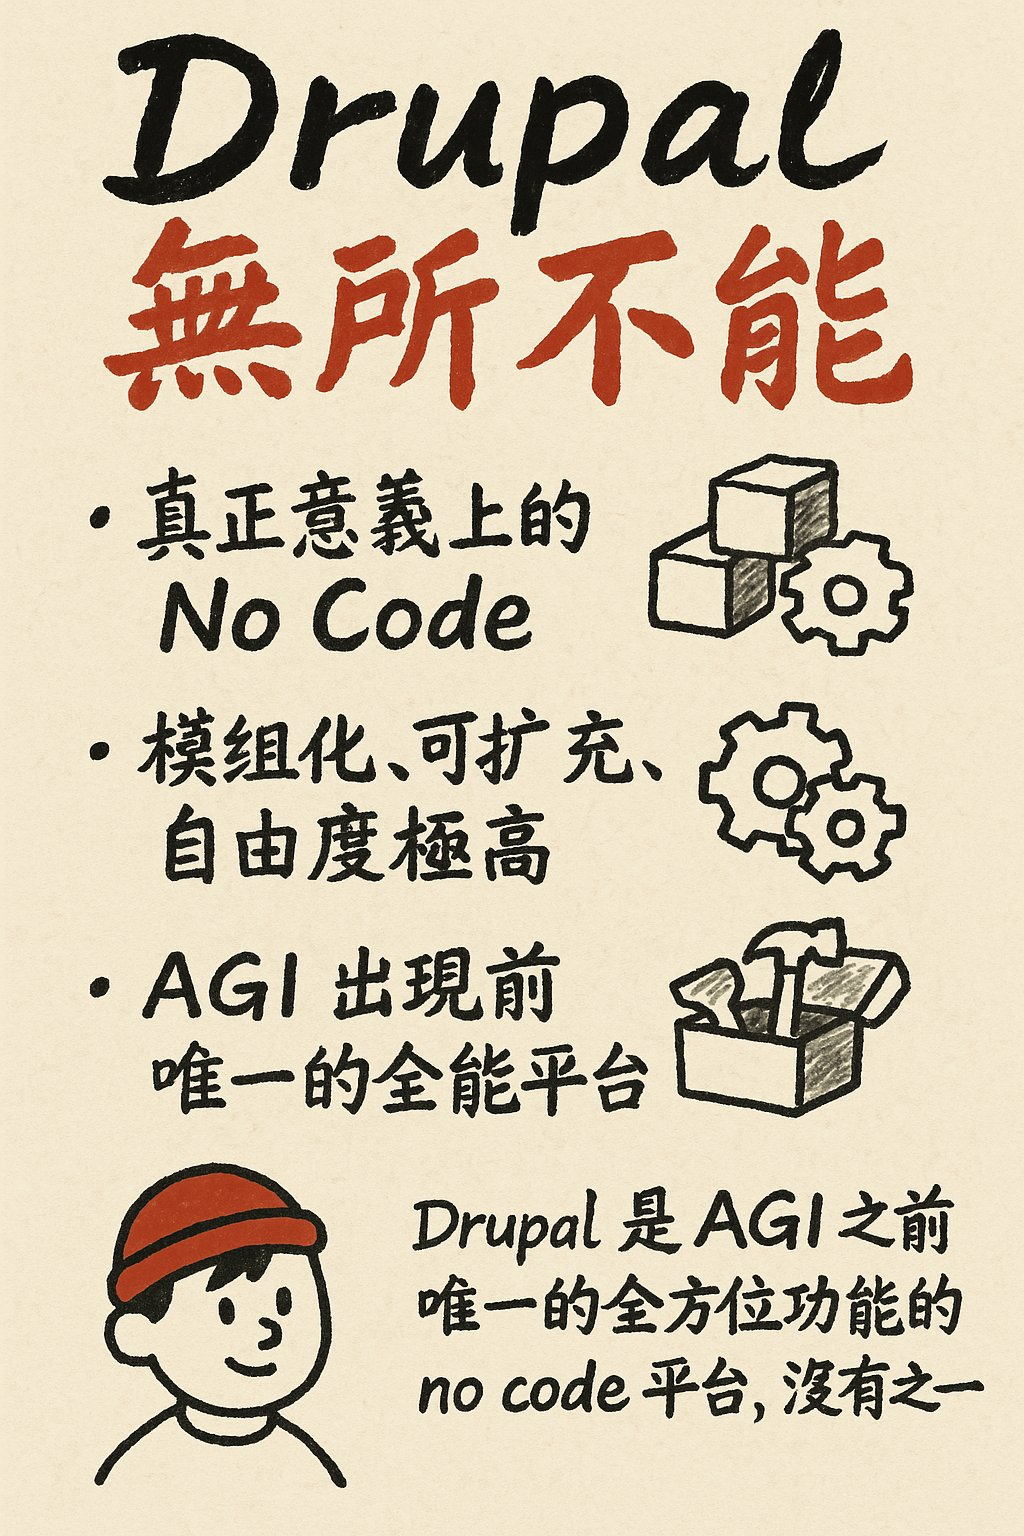 Drupal
無所不能
• 真正意義上的
No Code
• 模组化、可扩充、
自由度極高
• AGI 出現前
唯一的全能平台
Drupal 是 AGI 之前
唯一的全方位功能的
no code 平台, 沒有之一